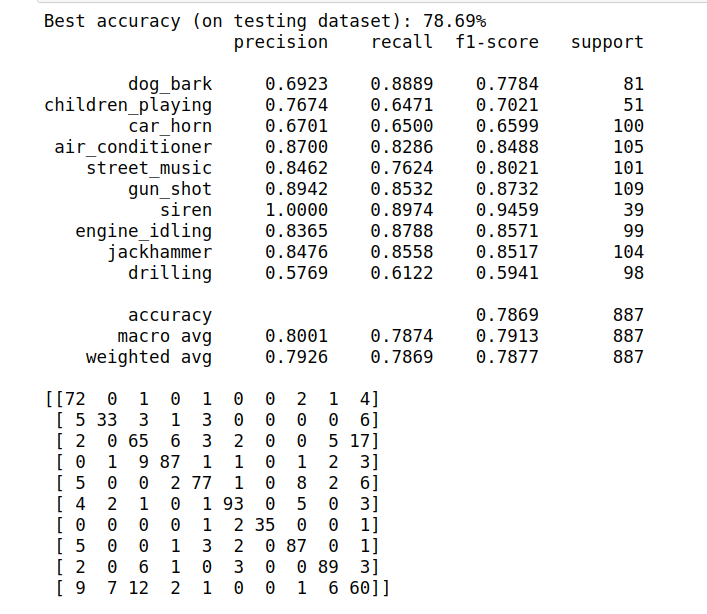 Best accuracy (on testing dataset): 78.69%
precision recall f1-score support
dog_bark 0.6923 0.8889 0.7784 81
children_playing 0.7674 0.6471 0.7021 51
car_horn 0.6701 0.6500 0.6599 100
air_conditioner 0.8700 0.8286 0.8488 105
street_music 0.8462 0.7624 0.8021 101
gun_shot 0.8942 0.8532 0.8732 109
siren 1.0000 0.8974 0.9459 39
engine_idling 0.8365 0.8788 0.8571 99
jackhammer 0.8476 0.8558 0.8517 104
drilling 0.5769 0.6122 0.5941 98
accuracy 0.7869 887
macro avg 0.8001 0.7874 0.7913 887
weighted avg 0.7926 0.7869 0.7877 887
[[72 0 1 0 1 0 0 2 1 4]
[ 5 33 3 1 3 0 0 0 0 6]
[ 2 0 65 6 3 2 0 0 5 17]
[ 0 1 9 87 1 1 0 1 2 3]
[ 5 0 0 2 77 1 0 8 2 6]
[ 4 2 1 0 1 93 0 5 0 3]
[ 0 0 0 0 1 2 35 0 0 1]
[ 5 0 0 1 3 2 0 87 0 1]
[ 2 0 6 1 0 3 0 0 89 3]
[ 9 7 12 2 1 0 0 1 6 60]]